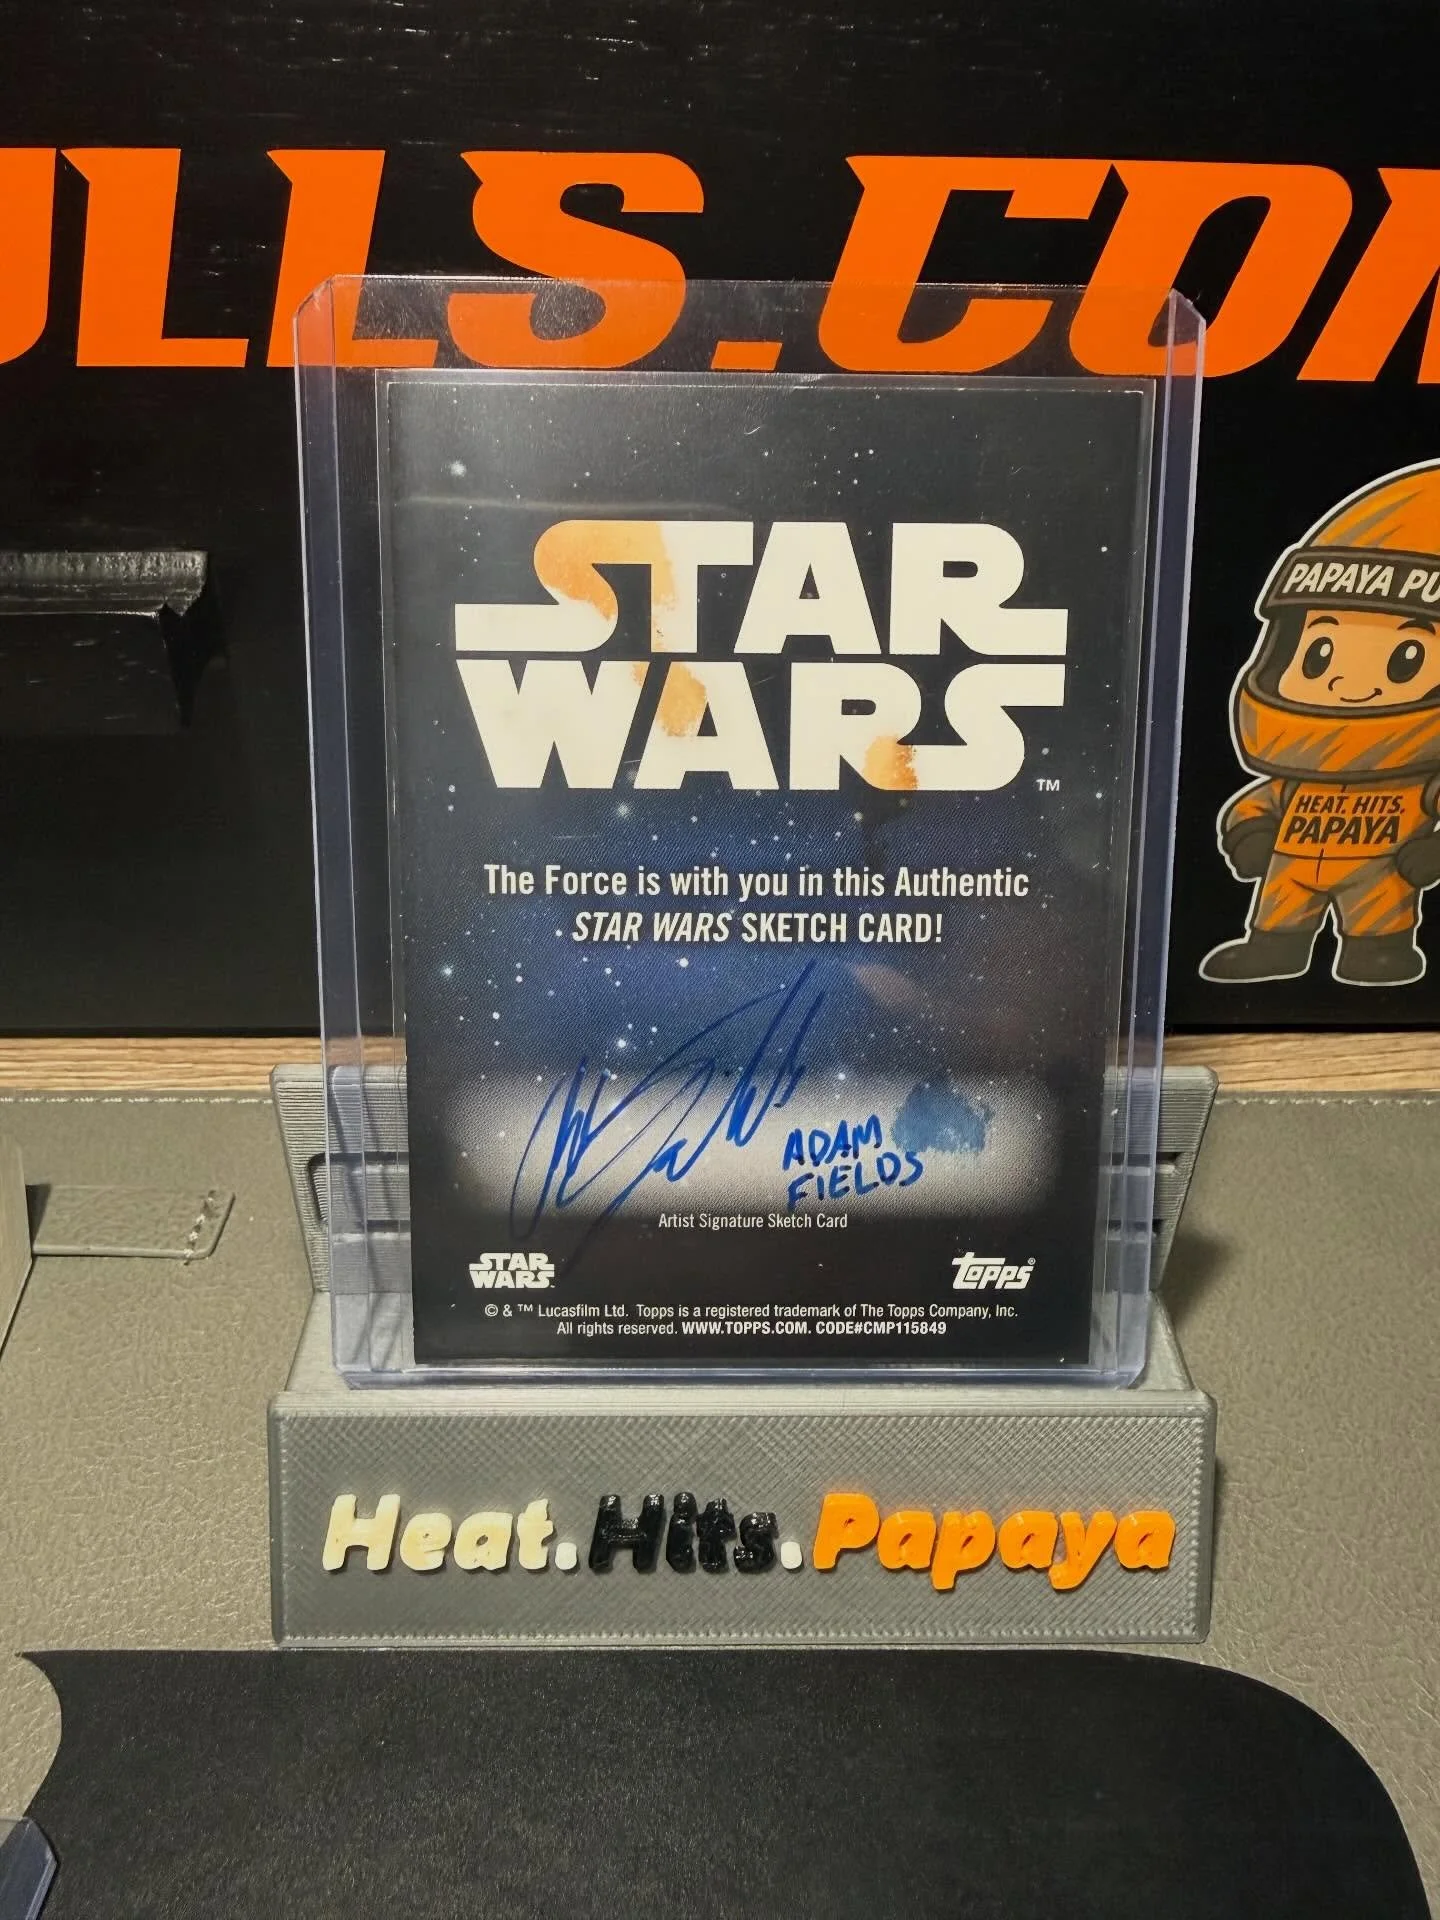 LLS.CO
PAPAYA PU
HEAT. HITS.
PAPAYA
STAR
WARS
™
The Force is with you in this Authentic
STAR WARS SKETCH CARD!
ADAM
FIELDS
Artist Signature Sketch Card
STAR
WARS
Topps®
© & ™ Lucasfilm Ltd. Topps is a registered trademark of The Topps Company, Inc.
All rights reserved. WWW.TOPPS.COM. CODE#CMP115849
Heat.Hits.Papaya